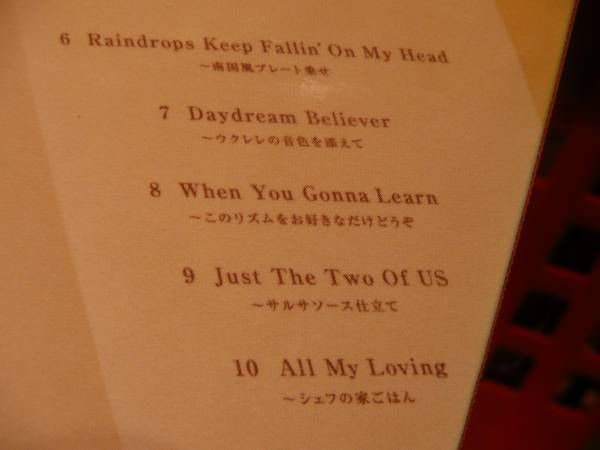 6 Raindrops Keep Fallin' On My Head
～南国風プレート乗せ
7 Daydream Believer
～ウクレレの音色を添えて
8 When You Gonna Learn
～このリズムをお好きなだけどうぞ
9 Just The Two Of US
～サルサソース仕立て
10 All My Loving
～シェフの家ごはん